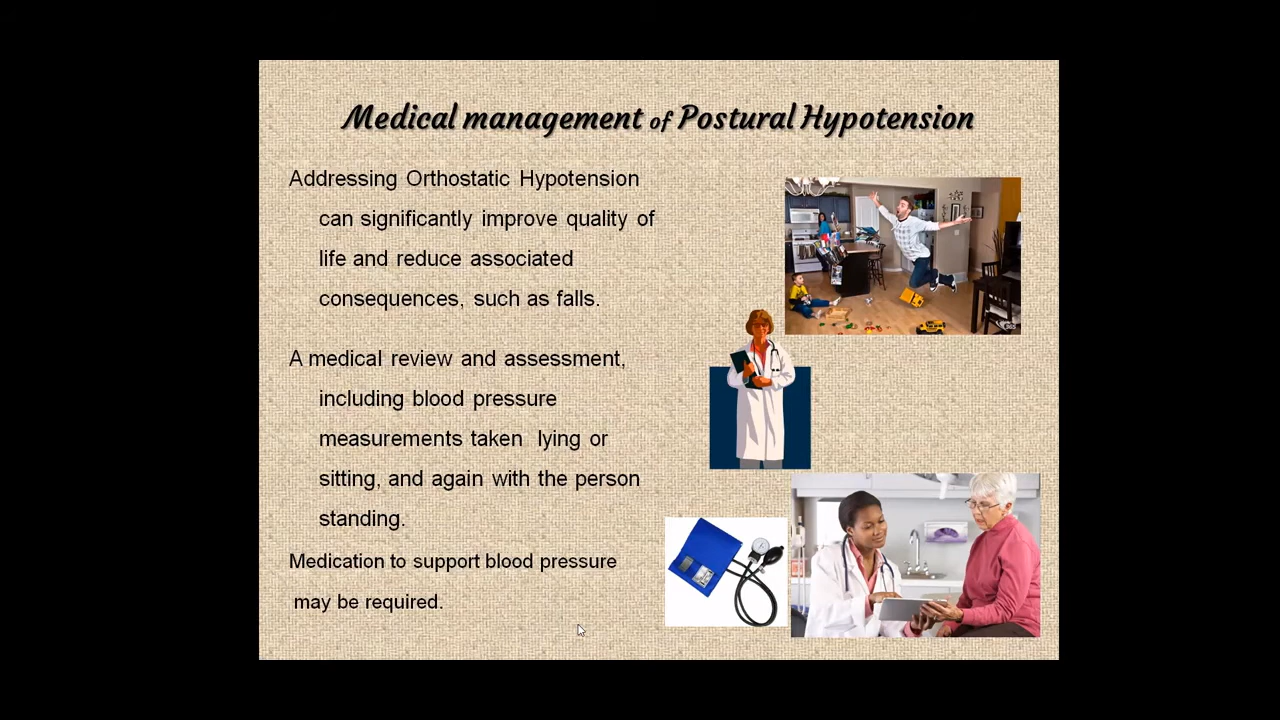 Medical management of Postural Hypotension
Addressing Orthostatic Hypotension
can significantly improve quality of
life and reduce associated
consequences, such as falls.
A medical review and assessment,
including blood pressure
measurements taken lying or
sitting, and again with the person
standing.
Medication to support blood pressure
may be required.